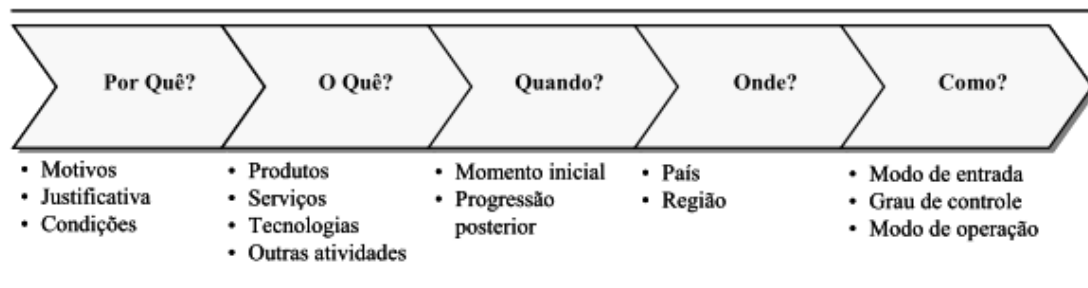 Por Quê?
O Quê?
Quando?
Onde?
Como?
• Motivos
• Justificativa
• Condições
• Produtos
• Serviços
• Tecnologias
• Outras atividades
• Momento inicial
• Progressão
posterior
• País
• Região
• Modo de entrada
• Grau de controle
• Modo de operação